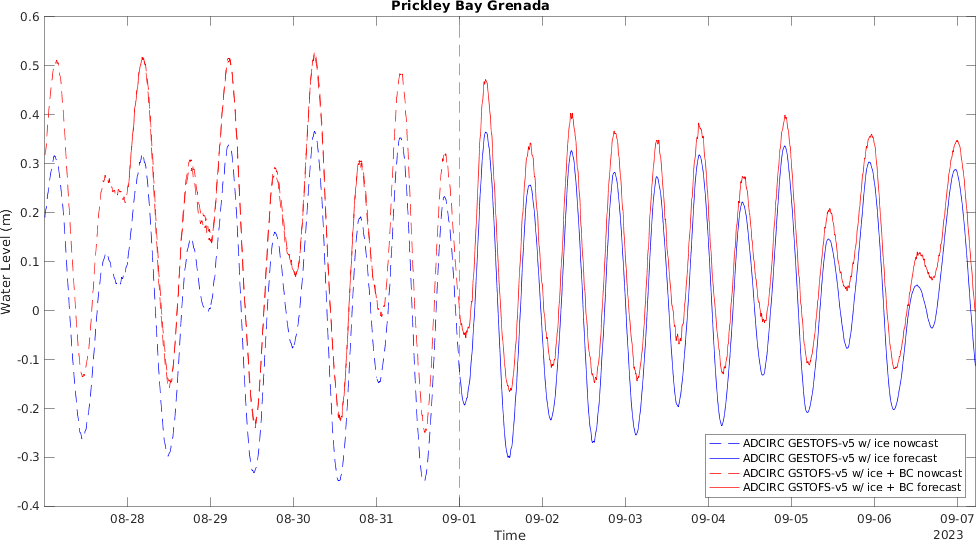 Prickley Bay Grenada
0.6
0.5
0.4
0.3
0.2
0.1
0
-0.1
-0.2
-0.3
-0.4
Water Level (m)
08-28 08-29 08-30 08-31 09-01 09-02 09-03 09-04 09-05 09-06 09-07
Time
2023
ADCIRC GESTOFS-v5 w/ ice nowcast
ADCIRC GESTOFS-v5 w/ ice forecast
ADCIRC GSTOFS-v5 w/ ice + BC nowcast
ADCIRC GSTOFS-v5 w/ ice + BC forecast